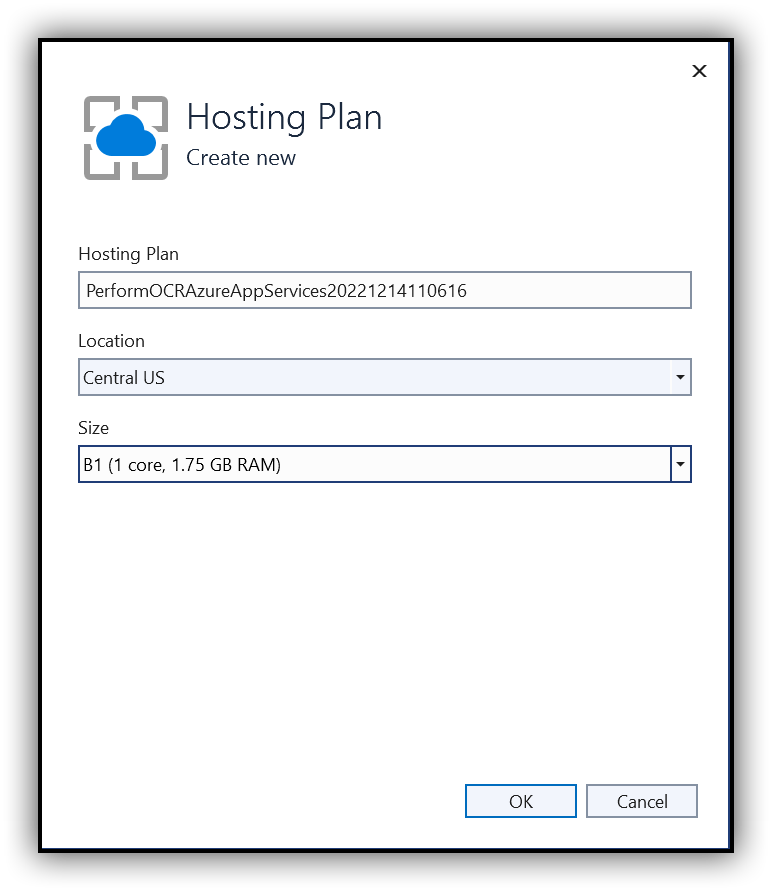 Hosting Plan
Create new
Hosting Plan
PerformOCRAzureAppServices20221214110616
Location
Central US
Size
B1 (1 core, 1.75 GB RAM)
OK
Cancel